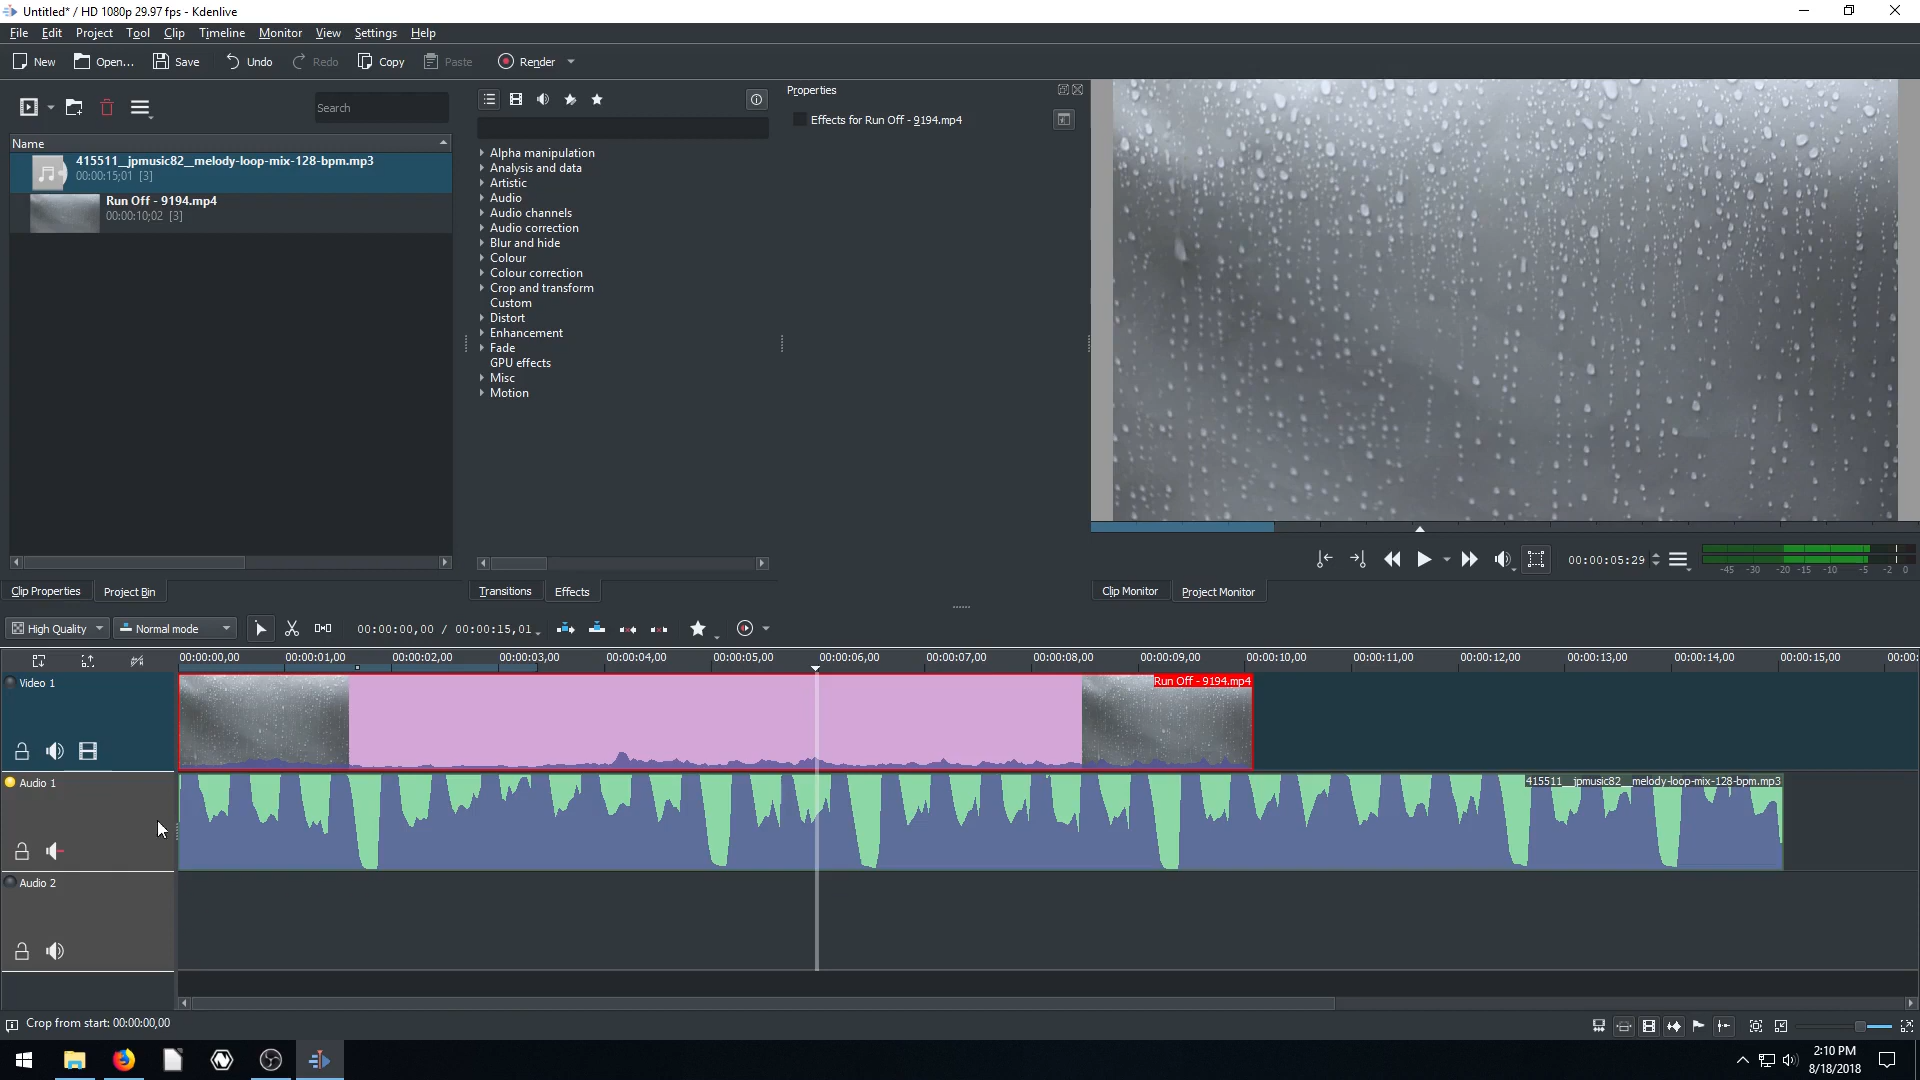 Untitled* / HD 1080p 29.97 fps - Kdenlive
File Edit Project Tool Clip Timeline Monitor View Settings Help
New Open... Save Undo Redo Copy Paste Render
Search
Name
415511__jpmusic82__melody-loop-mix-128-bpm.mp3
00:00:15;01 [3]
Run Off - 9194.mp4
00:00:10;02 [3]
Alpha manipulation
Analysis and data
Artistic
Audio
Audio channels
Audio correction
Blur and hide
Colour
Colour correction
Crop and transform
Custom
Distort
Enhancement
Fade
GPU effects
Misc
Motion
Properties
Effects for Run Off - 9194.mp4
00:00:05:29
-45 -30 -20 -15 -10 -5 -2 0
Clip Properties Project Bin
Transitions Effects
Clip Monitor Project Monitor
High Quality Normal mode 00:00:00,00 / 00:00:15,01
00:00:00,00 00:00:01,00 00:00:02,00 00:00:03,00 00:00:04,00 00:00:05,00 00:00:06,00 00:00:07,00 00:00:08,00 00:00:09,00 00:00:10,00 00:00:11,00 00:00:12,00 00:00:13,00 00:00:14,00 00:00:15,00 00:00:
Video 1
Run Off - 9194.mp4
Audio 1
415511__jpmusic82__melody-loop-mix-128-bpm.mp3
Audio 2
Crop from start: 00:00:00,00
2:10 PM
8/18/2018